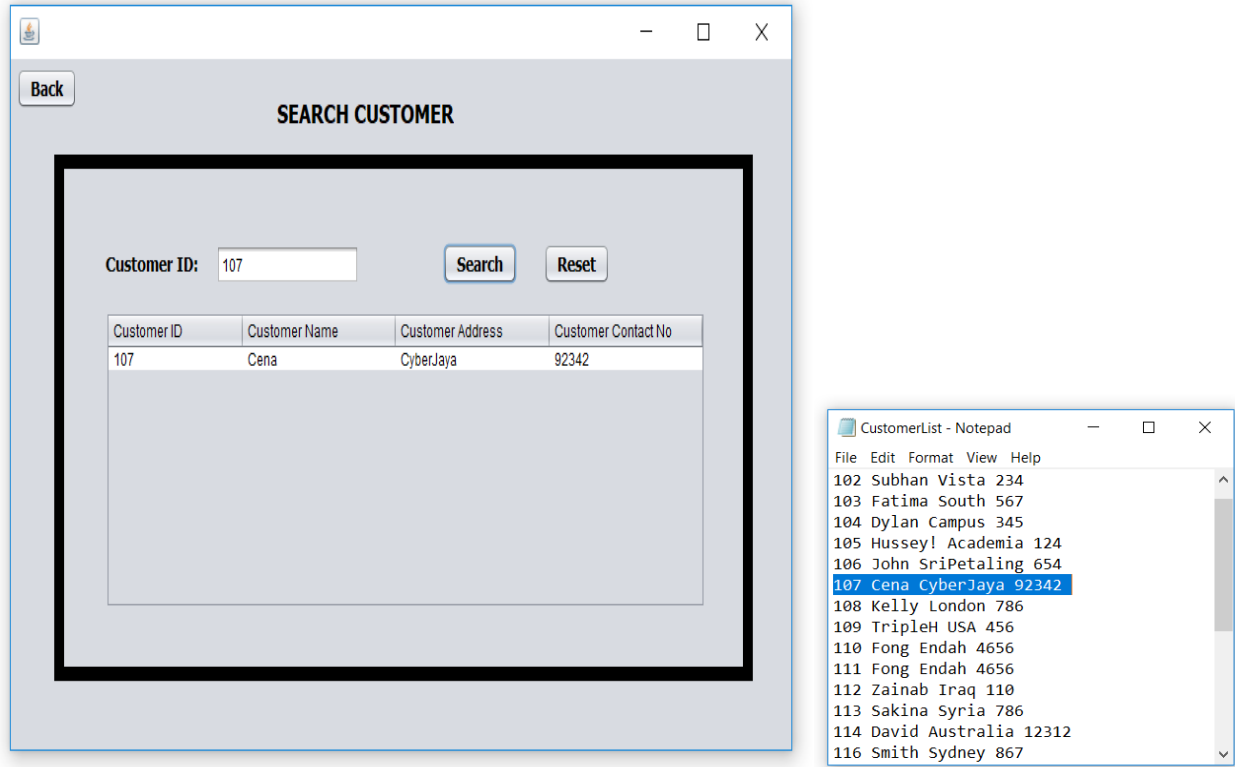 Back
SEARCH CUSTOMER
Customer ID: 107 Search Reset
Customer ID Customer Name Customer Address Customer Contact No
107 Cena CyberJaya 92342
CustomerList - Notepad
File Edit Format View Help
102 Subhan Vista 234
103 Fatima South 567
104 Dylan Campus 345
105 Hussey! Academia 124
106 John SriPetaling 654
107 Cena CyberJaya 92342
108 Kelly London 786
109 TripleH USA 456
110 Fong Endah 4656
111 Fong Endah 4656
112 Zainab Iraq 110
113 Sakina Syria 786
114 David Australia 12312
116 Smith Sydney 867